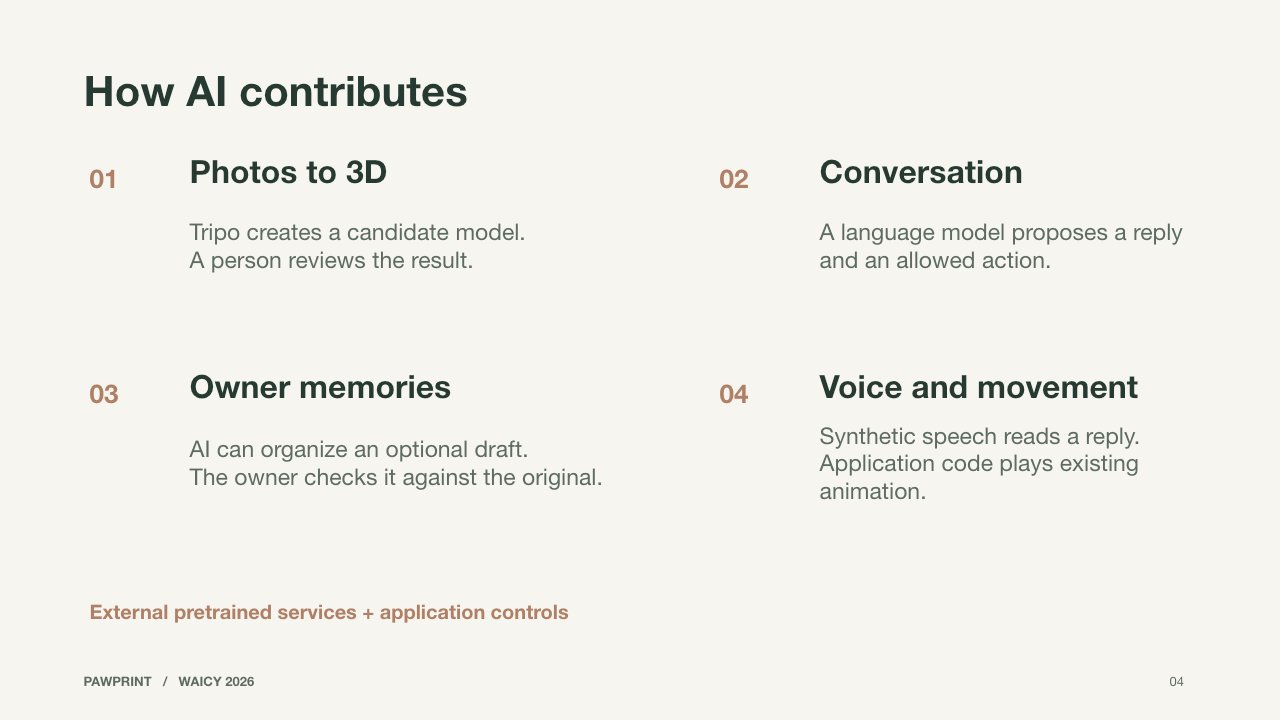 How AI contributes
01
Photos to 3D
Tripo creates a candidate model.
A person reviews the result.
02
Conversation
A language model proposes a reply
and an allowed action.
03
Owner memories
AI can organize an optional draft.
The owner checks it against the original.
04
Voice and movement
Synthetic speech reads a reply.
Application code plays existing
animation.
External pretrained services + application controls
PAWPRINT / WAICY 2026
04